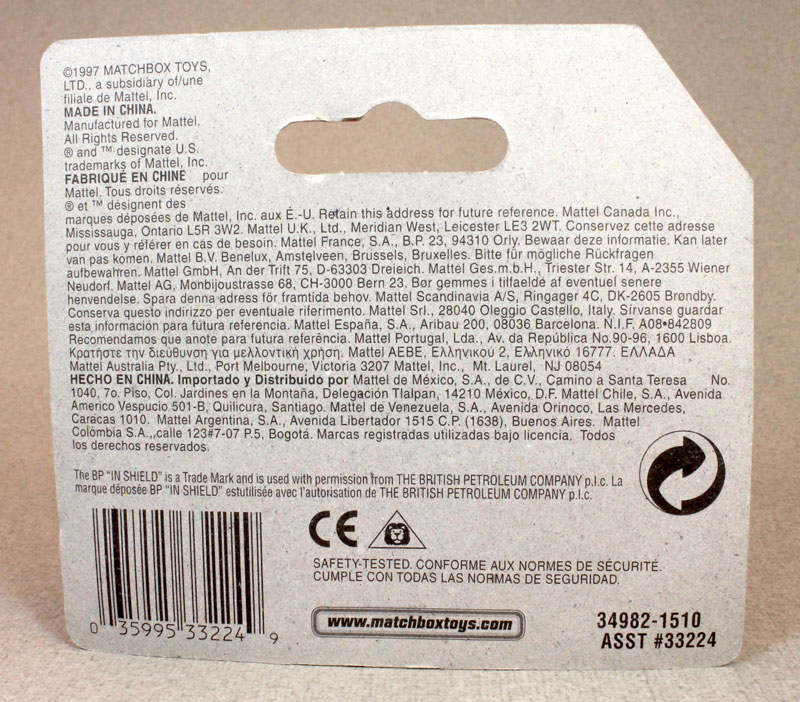 ©1997 MATCHBOX TOYS,
LTD., a subsidiary of/une
filiale de Mattel, Inc.
MADE IN CHINA.
Manufactured for Mattel.
All Rights Reserved.
® and ™ designate U.S.
trademarks of Mattel, Inc.
FABRIQUÉ EN CHINE pour
Mattel. Tous droits réservés.
® et ™ désignent des
marques déposées de Mattel, Inc. aux É.-U. Retain this address for future reference. Mattel Canada Inc.,
Mississauga, Ontario L5R 3W2. Mattel U.K., Ltd., Meridian West, Leicester LE3 2WT. Conservez cette adresse
pour vous y référer en cas de besoin. Mattel France, S.A., B.P. 23, 94310 Orly. Bewaar deze informatie. Kan later
van pas komen. Mattel B.V. Benelux, Amstelveen, Brussels, Bruxelles. Bitte für mögliche Rückfragen
aufbewahren. Mattel GmbH, An der Trift 75, D-63303 Dreieich. Mattel Ges.m.b.H., Triester Str. 14, A-2355 Wiener
Neudorf. Mattel AG, Monbijoustrasse 68, CH-3000 Bern 23. Bør gemmes i tilfaelde af eventuel senere
henvendelse. Spara denna adress för framtida behov. Mattel Scandinavia A/S, Ringager 4C, DK-2605 Brøndby.
Conserva questo indirizzo per eventuale riferimento. Mattel Srl., 28040 Oleggio Castello, Italy. Sírvanse guardar
esta información para futura referencia. Mattel España, S.A., Aribau 200, 08036 Barcelona. N.I.F. A08•842809
Recomendamos que anote para futura referência. Mattel Portugal, Lda., Av. da República No.90-96, 1600 Lisboa.
Κρατήστε την διεύθυνση για μελλοντική χρήση. Mattel AEBE, Ελληνικού 2, Ελληνικό 16777. ΕΛΛΑΔΑ
Mattel Australia Pty., Ltd., Port Melbourne, Victoria 3207 Mattel, Inc., Mt. Laurel, NJ 08054
HECHO EN CHINA. Importado y Distribuido por Mattel de México, S.A., de C.V., Camino a Santa Teresa No.
1040, 7o. Piso, Col. Jardines en la Montaña, Delegación Tlalpan, 14210 México, D.F. Mattel Chile, S.A., Avenida
Americo Vespucio 501-B, Quilicura, Santiago. Mattel de Venezuela, S.A., Avenida Orinoco, Las Mercedes,
Caracas 1010. Mattel Argentina, S.A., Avenida Libertador 1515 C.P. (1638), Buenos Aires. Mattel
Colombia S.A.,,calle 123#7-07 P.5, Bogotá. Marcas registradas utilizadas bajo licencia. Todos
los derechos reservados.
The BP "IN SHIELD" is a Trade Mark and is used with permission from THE BRITISH PETROLEUM COMPANY p.l.c. La
marque déposée BP "IN SHIELD" estutilisée avec l'autorisation de THE BRITISH PETROLEUM COMPANY p.l.c.
CE
SAFETY-TESTED. CONFORME AUX NORMES DE SÉCURITÉ.
CUMPLE CON TODAS LAS NORMAS DE SEGURIDAD.
0 35995 33224 9
www.matchboxtoys.com
34982-1510
ASST #33224